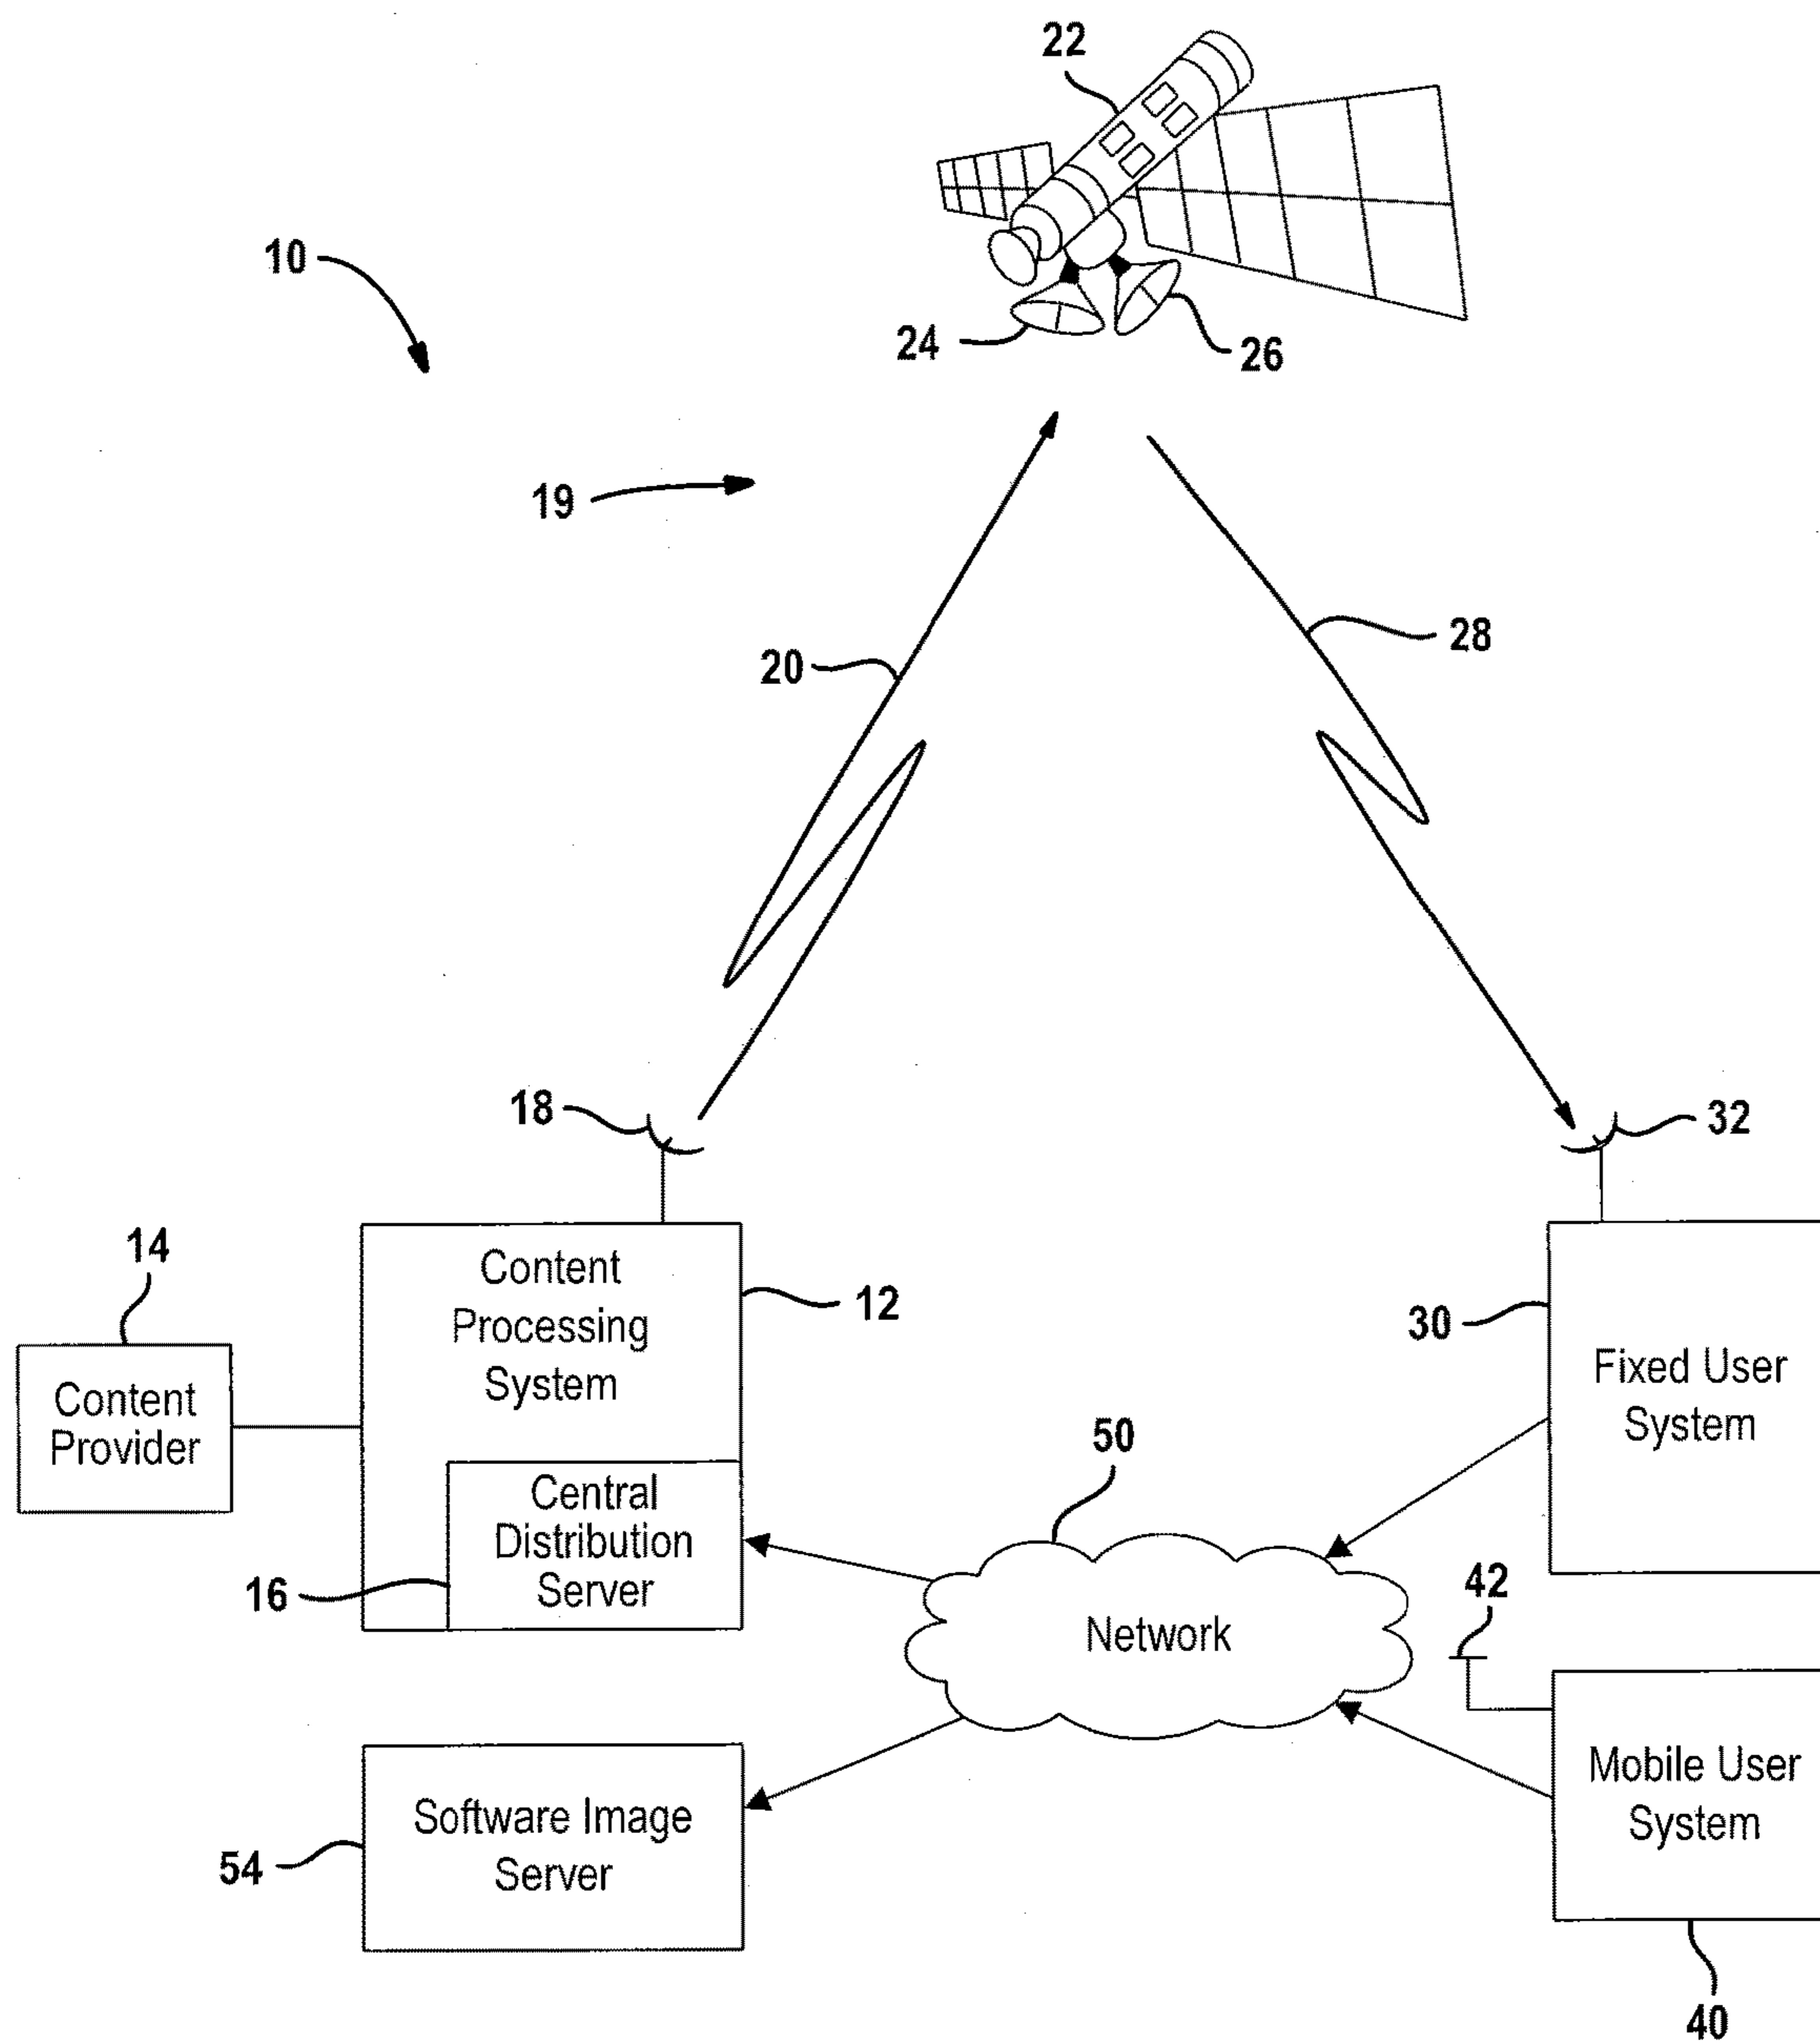 22
10
24
26
19
28
20
18
32
14
Content
Processing
System
12
30
Content
Provider
Fixed User
System
50
Central
Distribution
Server
16
42
Network
Mobile User
System
Software Image
Server
54
40